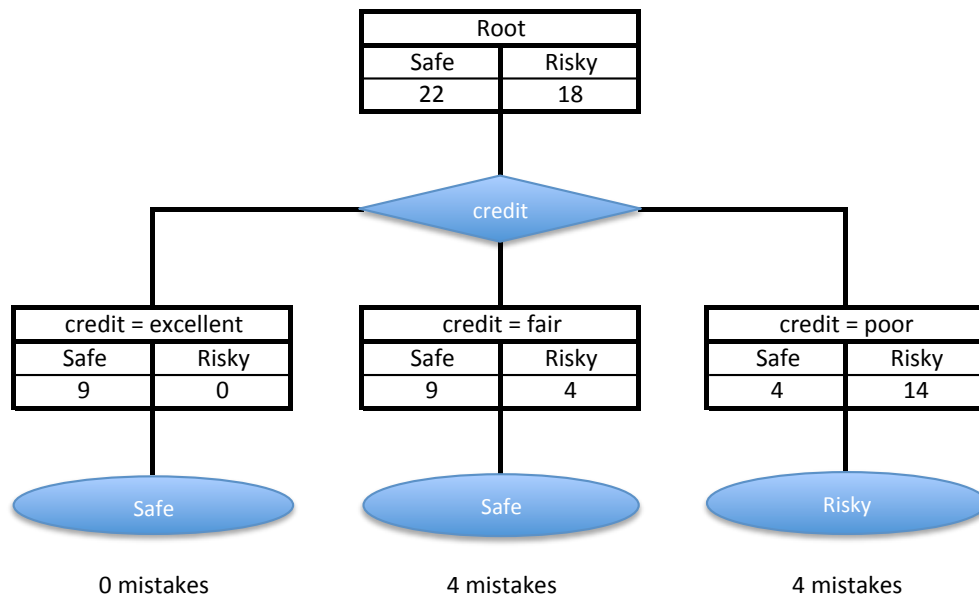 Root
Safe Risky
22 18
credit
credit = excellent credit = fair credit = poor
Safe Risky Safe Risky Safe Risky
9 0 9 4 4 14
Safe Safe Risky
0 mistakes 4 mistakes 4 mistakes